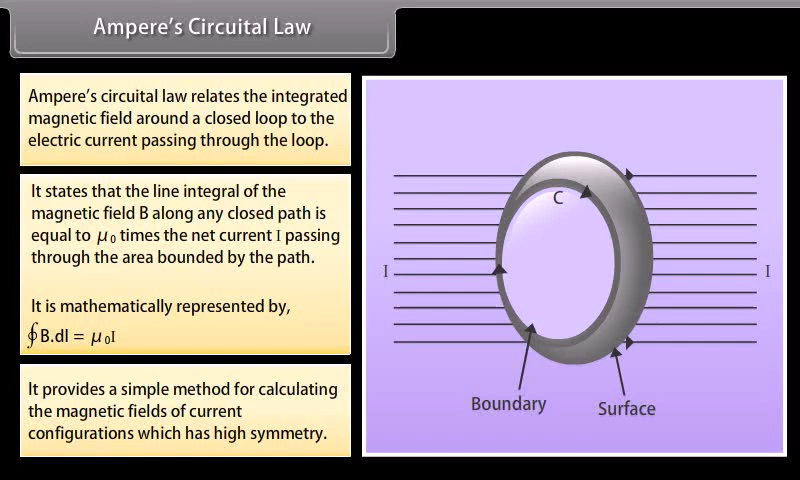 Ampere's Circuital Law
Ampere's circuital law relates the integrated
magnetic field around a closed loop to the
electric current passing through the loop.
It states that the line integral of the
magnetic field B along any closed path is
equal to μ₀ times the net current I passing
through the area bounded by the path.
It is mathematically represented by,
∮B.dl = μ₀I
It provides a simple method for calculating
the magnetic fields of current
configurations which has high symmetry.
C
I
I
Boundary
Surface